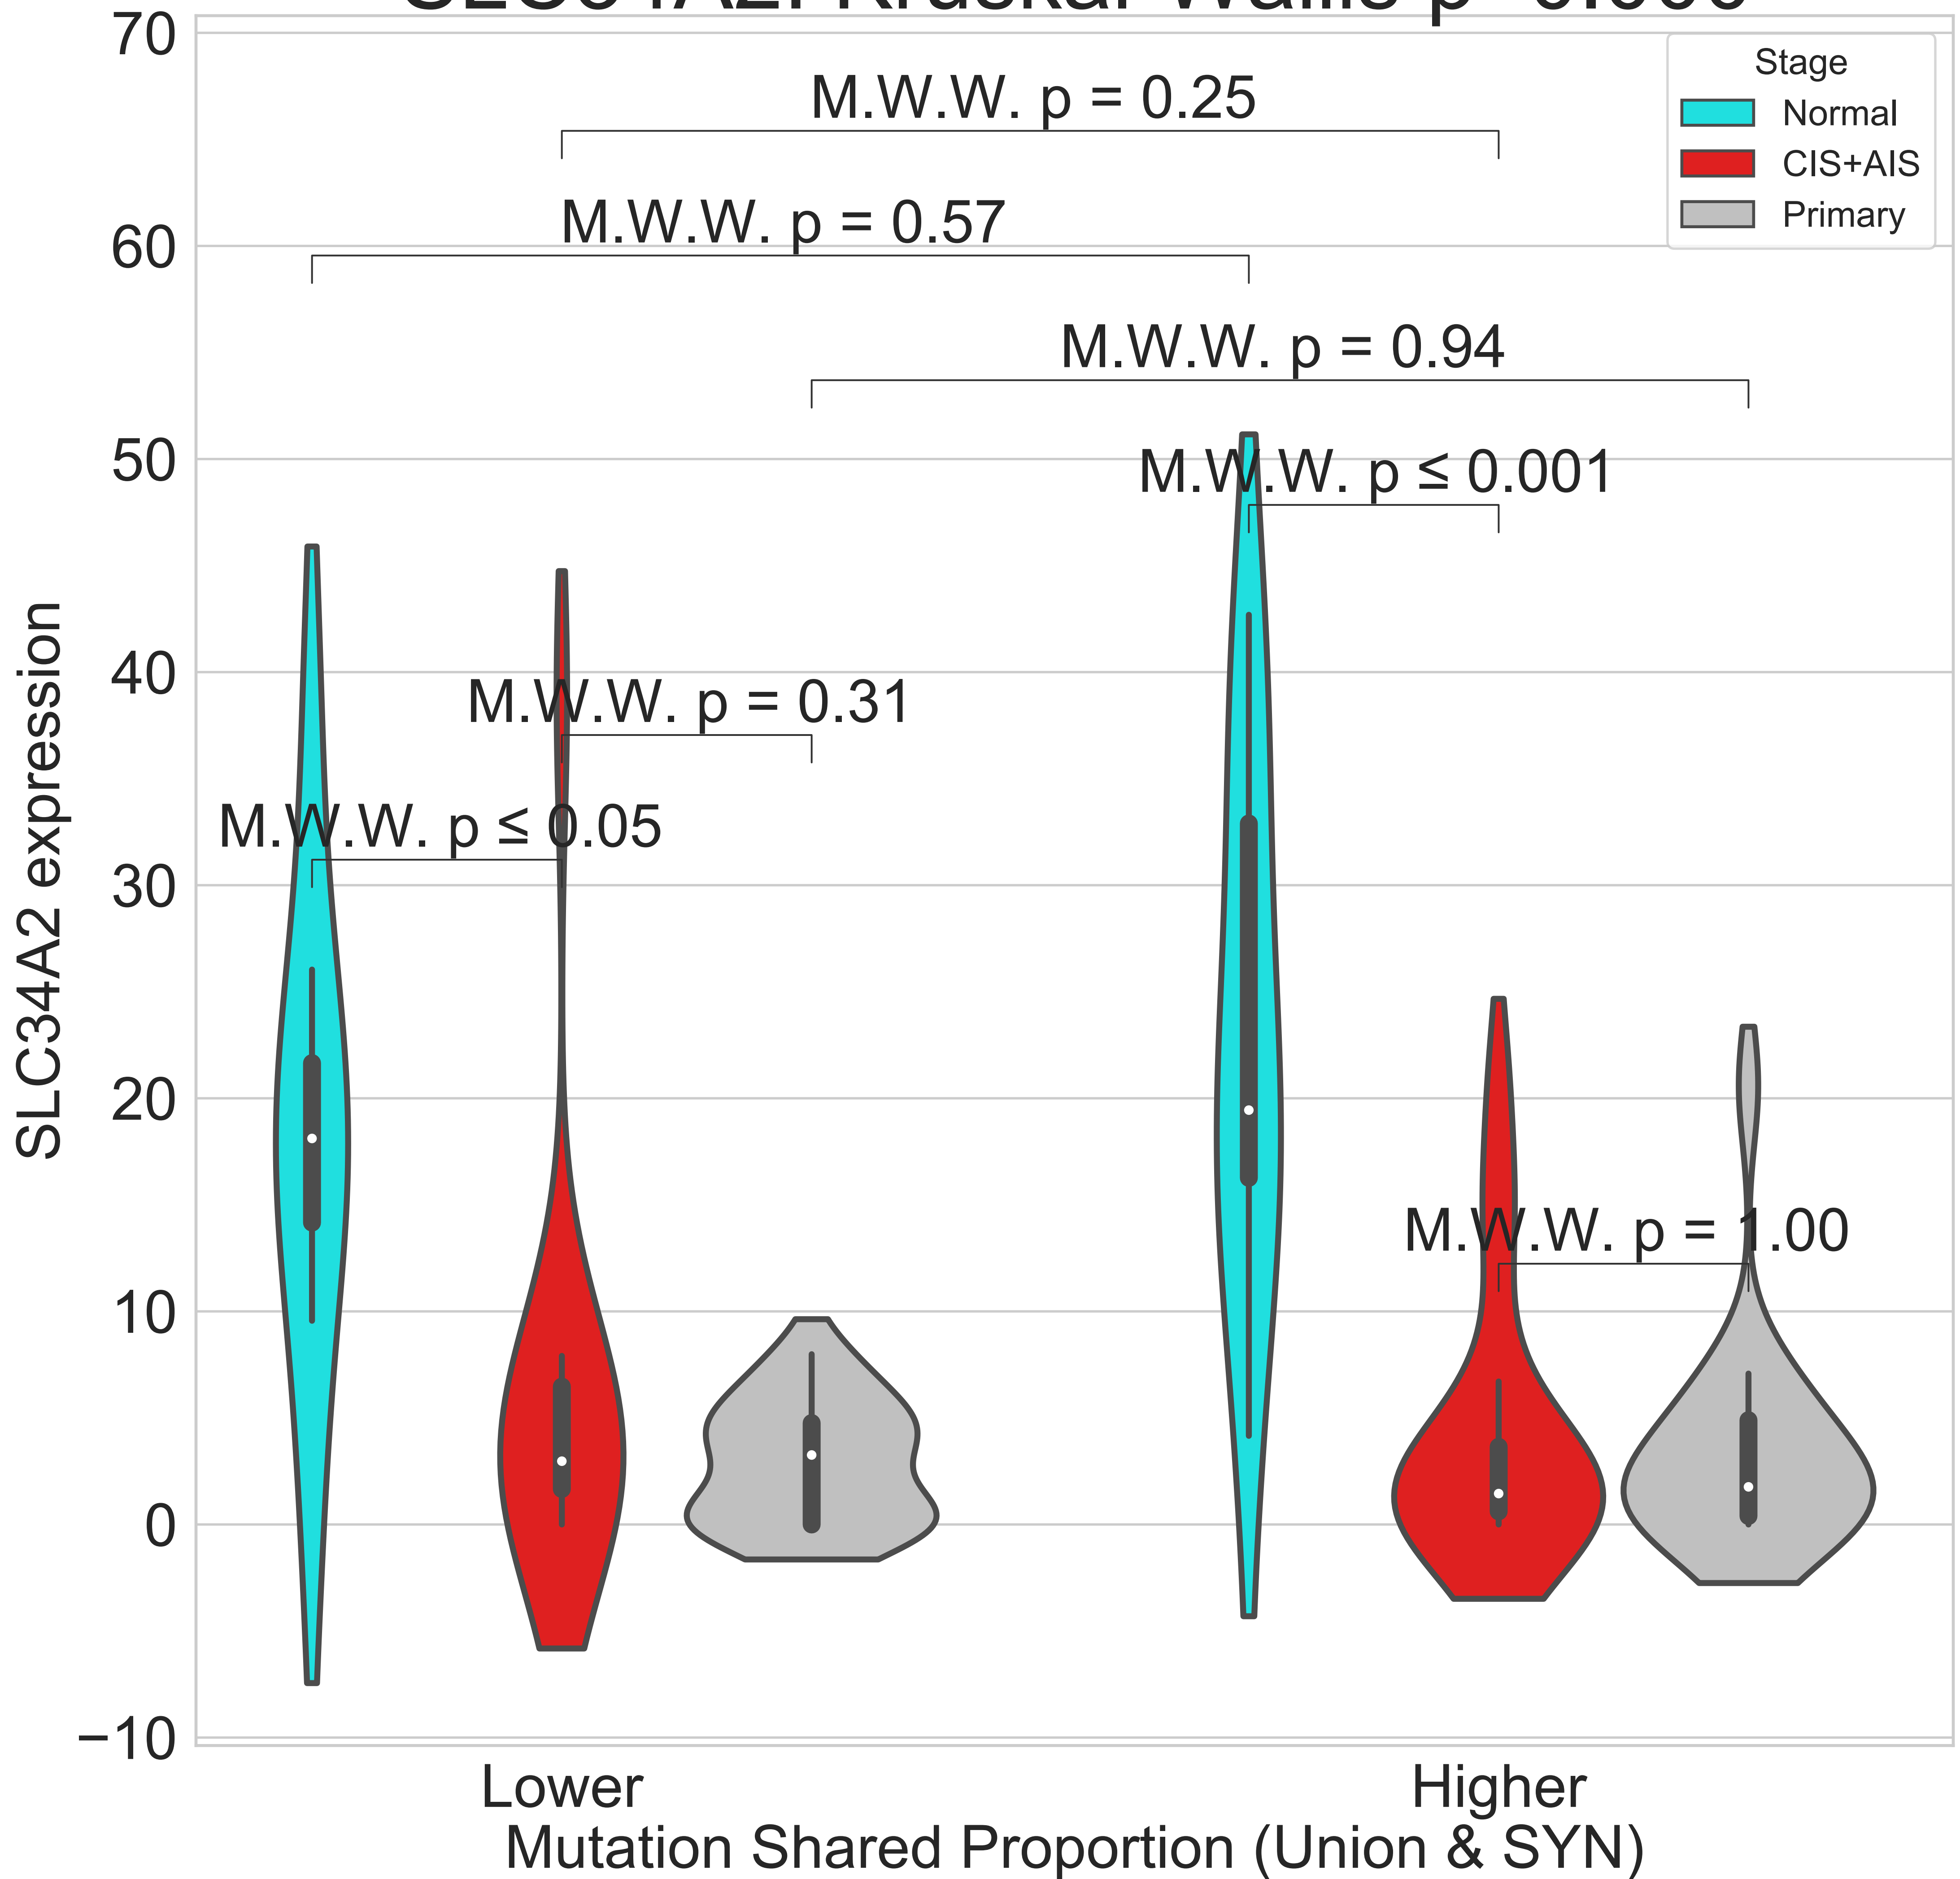 70
Stage
Normal
CIS+AIS
Primary
M.W.W. p = 0.25
M.W.W. p = 0.57
60
M.W.W. p = 0.94
50
M.W.W. p ≤ 0.001
40
M.W.W. p = 0.31
M.W.W. p ≤ 0.05
30
20
M.W.W. p = 1.00
10
0
−10
SLC34A2 expression
Lower
Higher
Mutation Shared Proportion (Union & SYN)